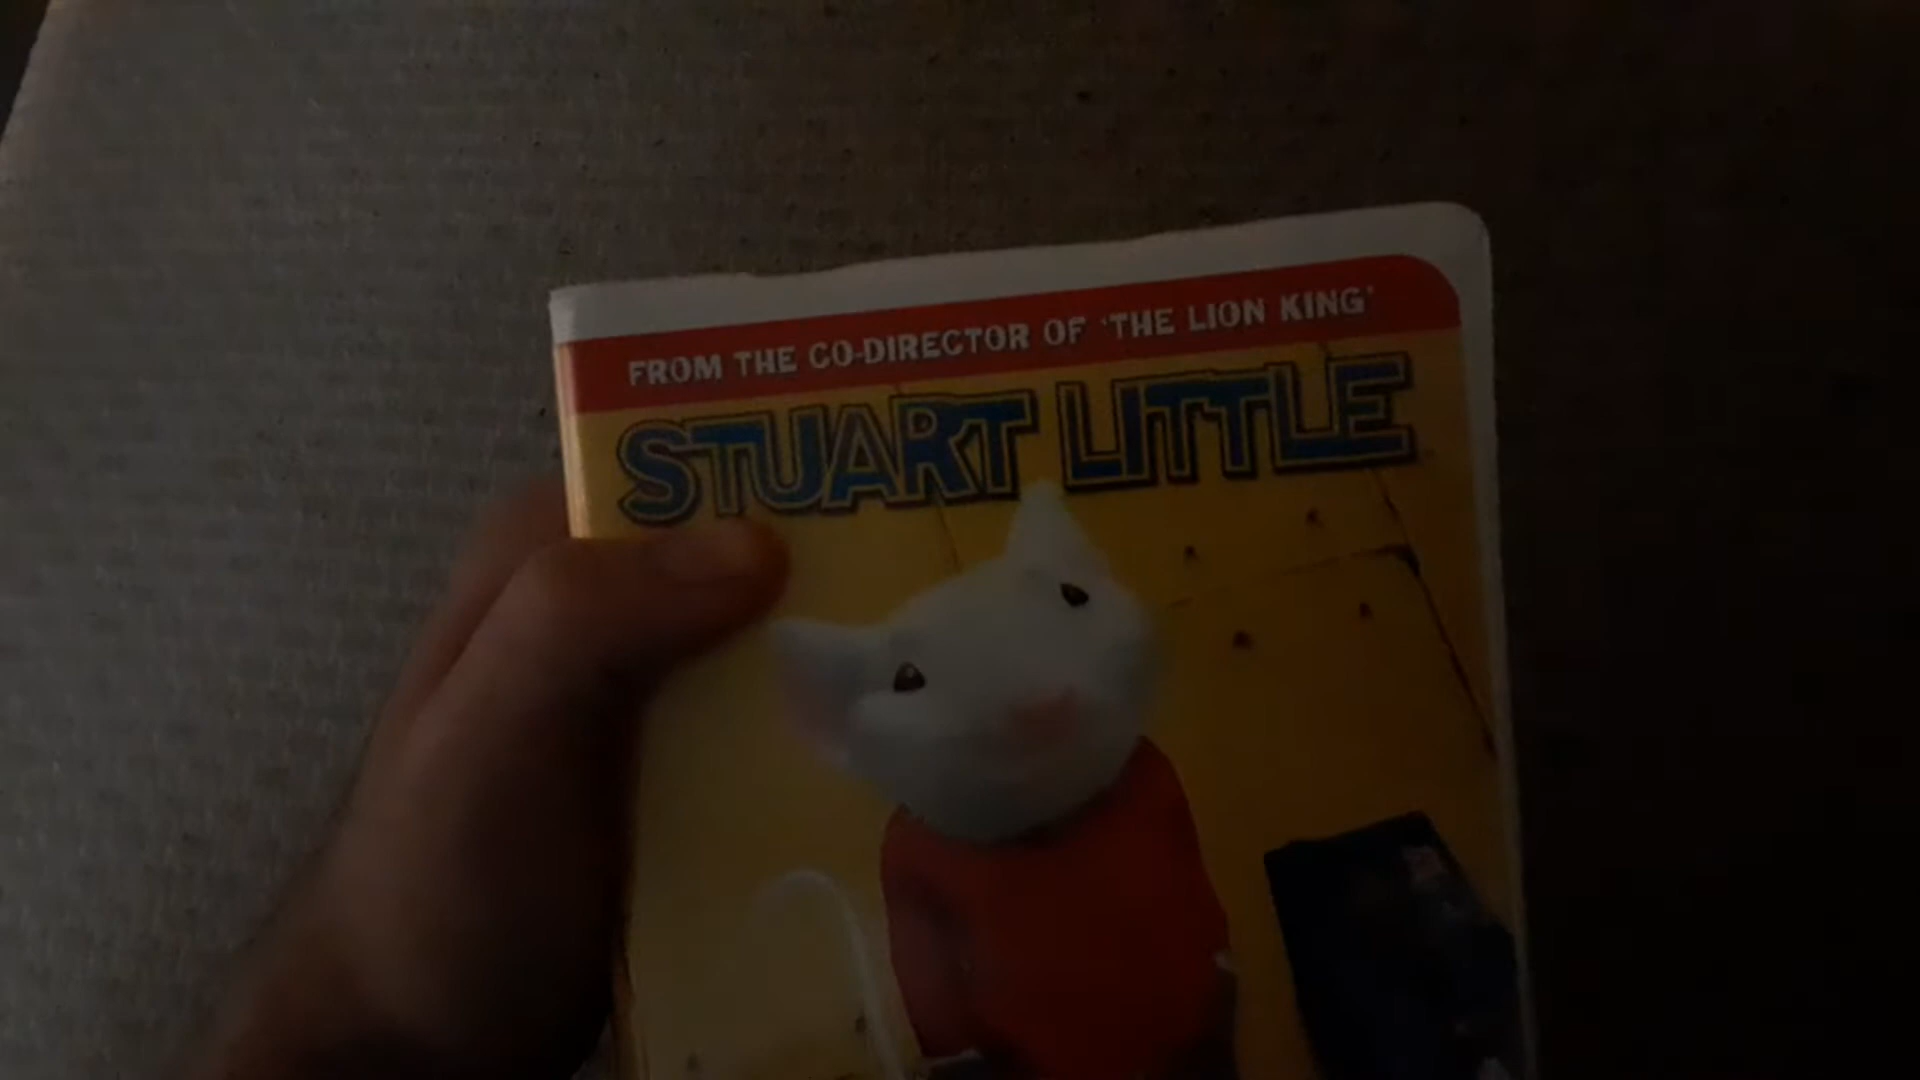 FROM THE CO-DIRECTOR OF 'THE LION KING'
STUART LITTLE